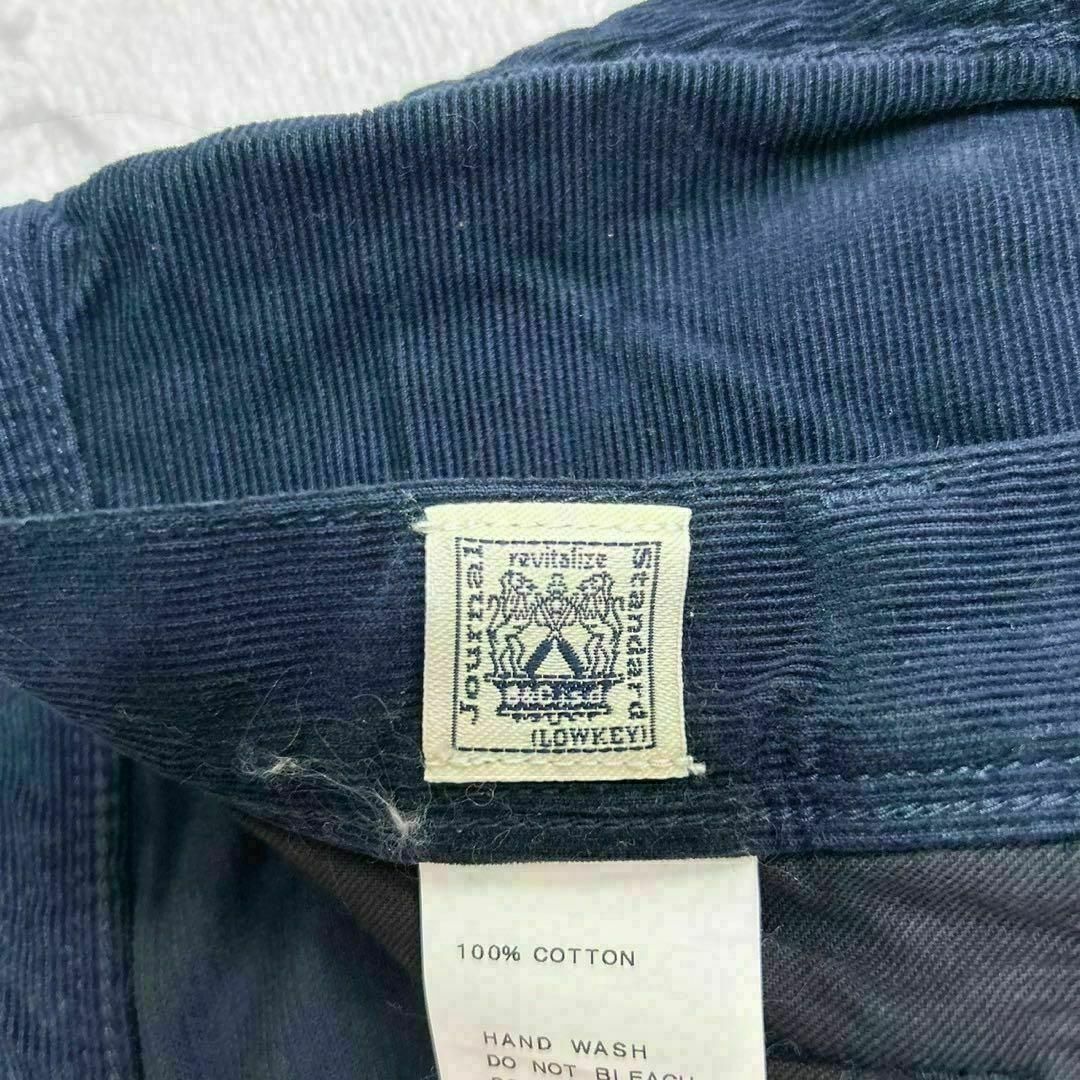 revitalize
Journal
Standard
(LOWKEY)
100% COTTON
HAND WASH
DO NOT BLEACH